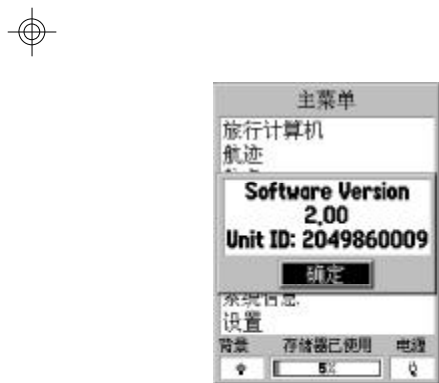 主菜单
旅行计算机
航迹
Software Version
2.00
Unit ID: 2049860009
确定
系统信息
设置
背景 存储器已使用 电源
5%